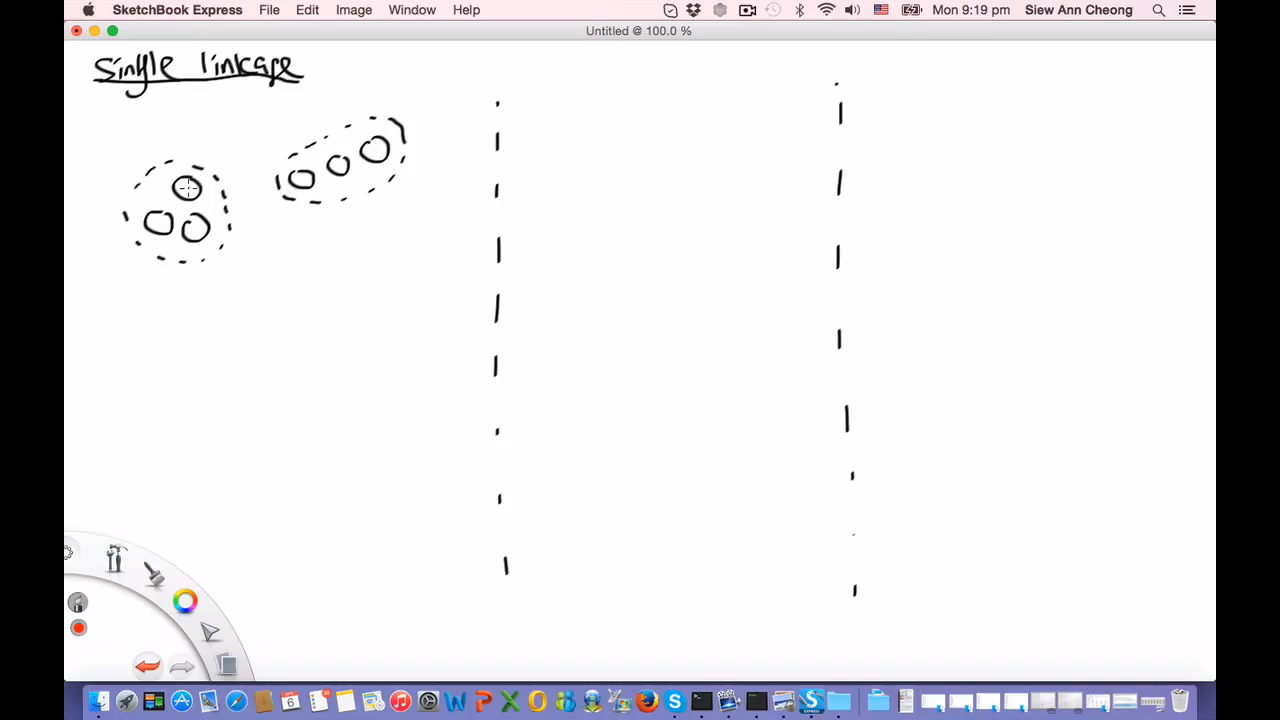 SketchBook Express File Edit Image Window Help Mon 9:19 pm Siew Ann Cheong
Untitled @ 100.0 %
single linkage